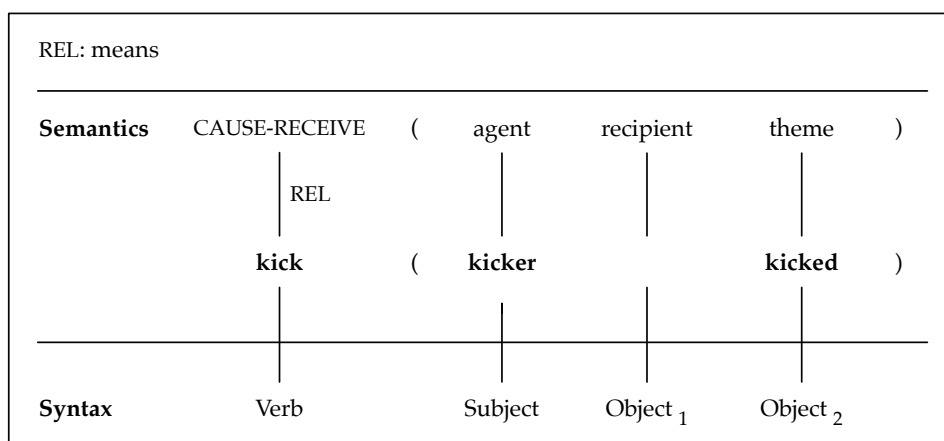 REL: means
Semantics CAUSE-RECEIVE ( agent recipient theme )
REL
kick ( kicker kicked )
Syntax Verb Subject Object 1 Object 2